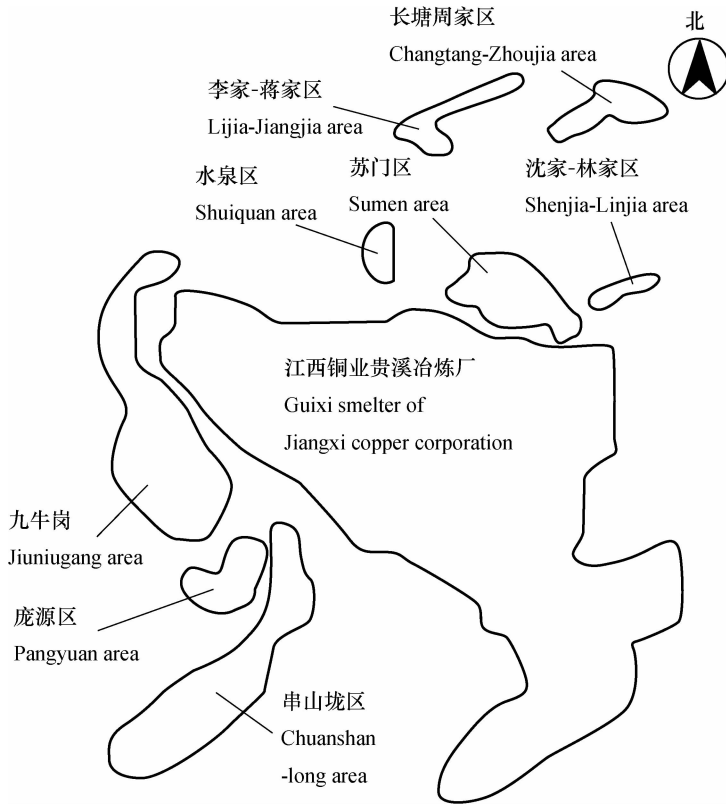 北
长塘周家区
Changtang-Zhoujia area
李家-蒋家区
Lijia-Jiangjia area
水泉区
Shuiquan area
苏门区
Sumen area
沈家-林家区
Shenjia-Linjia area
江西铜业贵溪冶炼厂
Guixi smelter of
Jiangxi copper corporation
九牛岗
Jiuniugang area
庞源区
Pangyuan area
串山垅区
Chuanshan
-long area